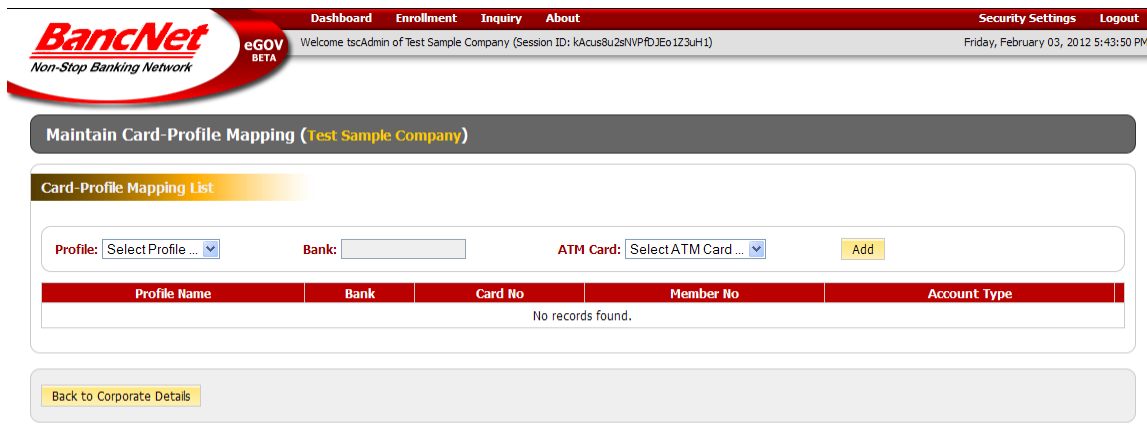 Dashboard Enrollment Inquiry About Security Settings Logout
BancNet
Non-Stop Banking Network
eGOV
BETA
Welcome tscAdmin of Test Sample Company (Session ID: kAcus8u2sNVPfDJEo1Z3uH1) Friday, February 03, 2012 5:43:50 PM
Maintain Card-Profile Mapping (Test Sample Company)
Card-Profile Mapping List
Profile: Select Profile ... Bank: ATM Card: Select ATM Card ... Add
Profile Name Bank Card No Member No Account Type
No records found.
Back to Corporate Details